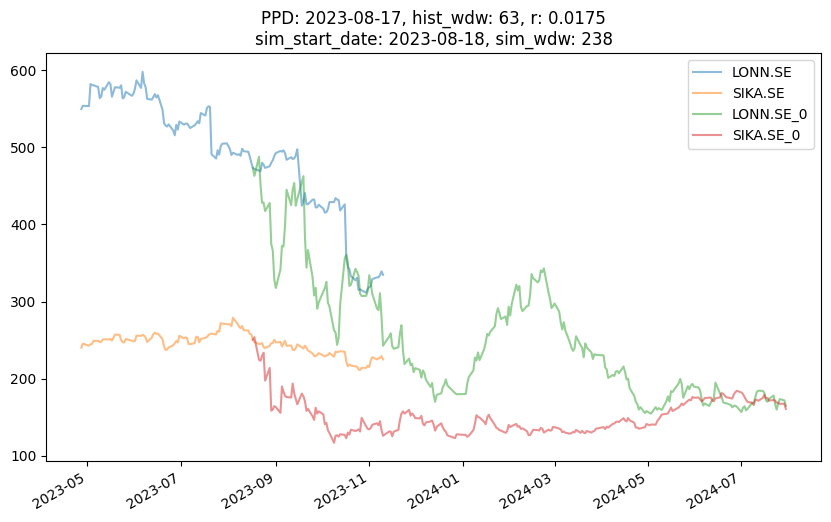 PPD: 2023-08-17, hist_wdw: 63, r: 0.0175
sim_start_date: 2023-08-18, sim_wdw: 238
LONN.SE
SIKA.SE
LONN.SE_0
SIKA.SE_0
600
500
400
300
200
100
2023-05
2023-07
2023-09
2023-11
2024-01
2024-03
2024-05
2024-07